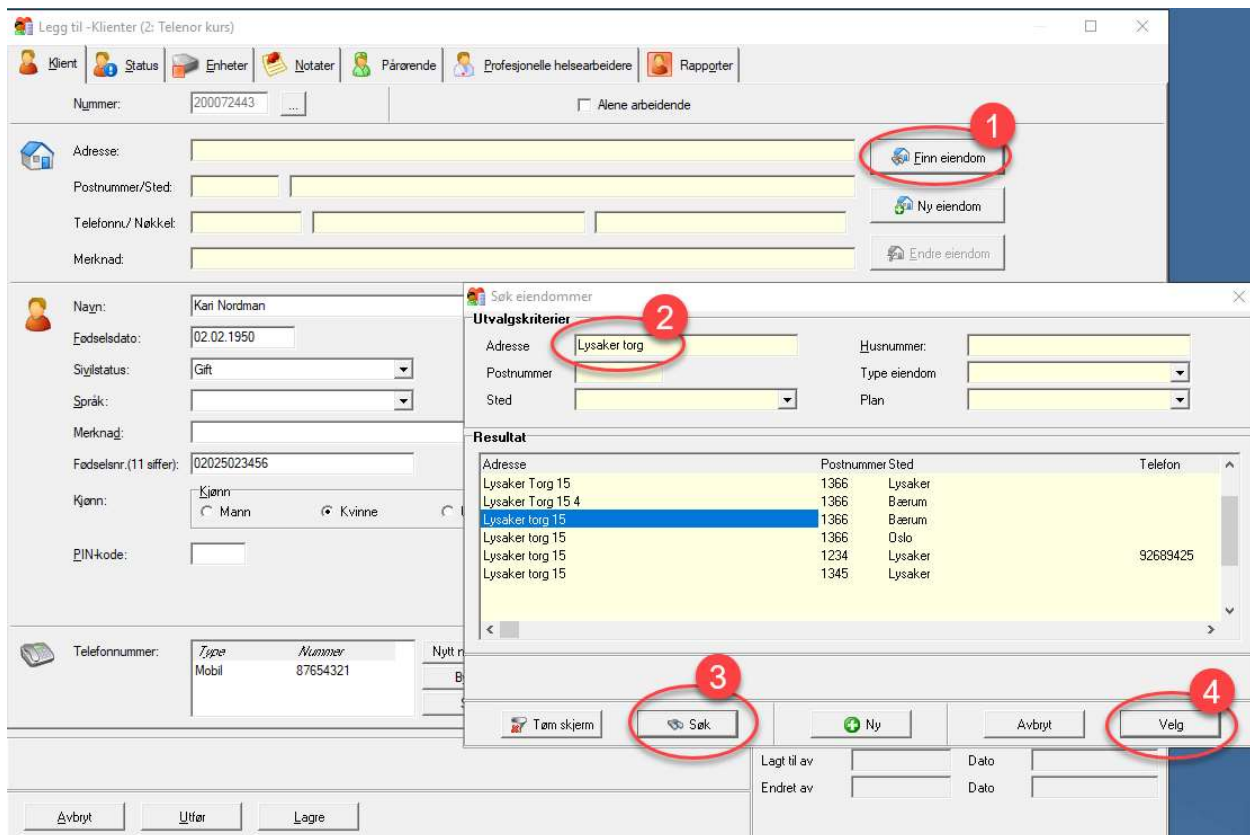 Legg til -Klienter (2: Telenor kurs)
Klient Status Enheter Notater Pårørende Profesjonelle helsearbeidere Rapporter
Nummer: 200072443 ... Alene arbeidende
1
Adresse: Finn eiendom
Postnummer/Sted: Ny eiendom
Telefonnr./ Nøkkel:
Merknad: Endre eiendom
Navn: Kari Nordman
Fødselsdato: 02.02.1950
Sivilstatus: Gift
Språk:
Merknad:
Fødselsnr.(11 siffer): 02025023456
Kjønn: Kjønn
Mann Kvinne
PIN-kode:
Telefonnummer: Type Nummer Nytt
Mobil 87654321
Søk eiendommer
Utvalgskriterier 2
Adresse Lysaker torg Husnummer:
Postnummer Type eiendom
Sted Plan
Resultat
Adresse Postnummer Sted Telefon
Lysaker Torg 15 1366 Lysaker
Lysaker Torg 15 4 1366 Bærum
Lysaker torg 15 1366 Bærum
Lysaker torg 15 1366 Oslo
Lysaker torg 15 1234 Lysaker 92689425
Lysaker torg 15 1345 Lysaker
3 4
Tøm skjerm Søk Ny Avbryt Velg
Lagt til av Dato
Endret av Dato
Avbryt Utfør Lagre